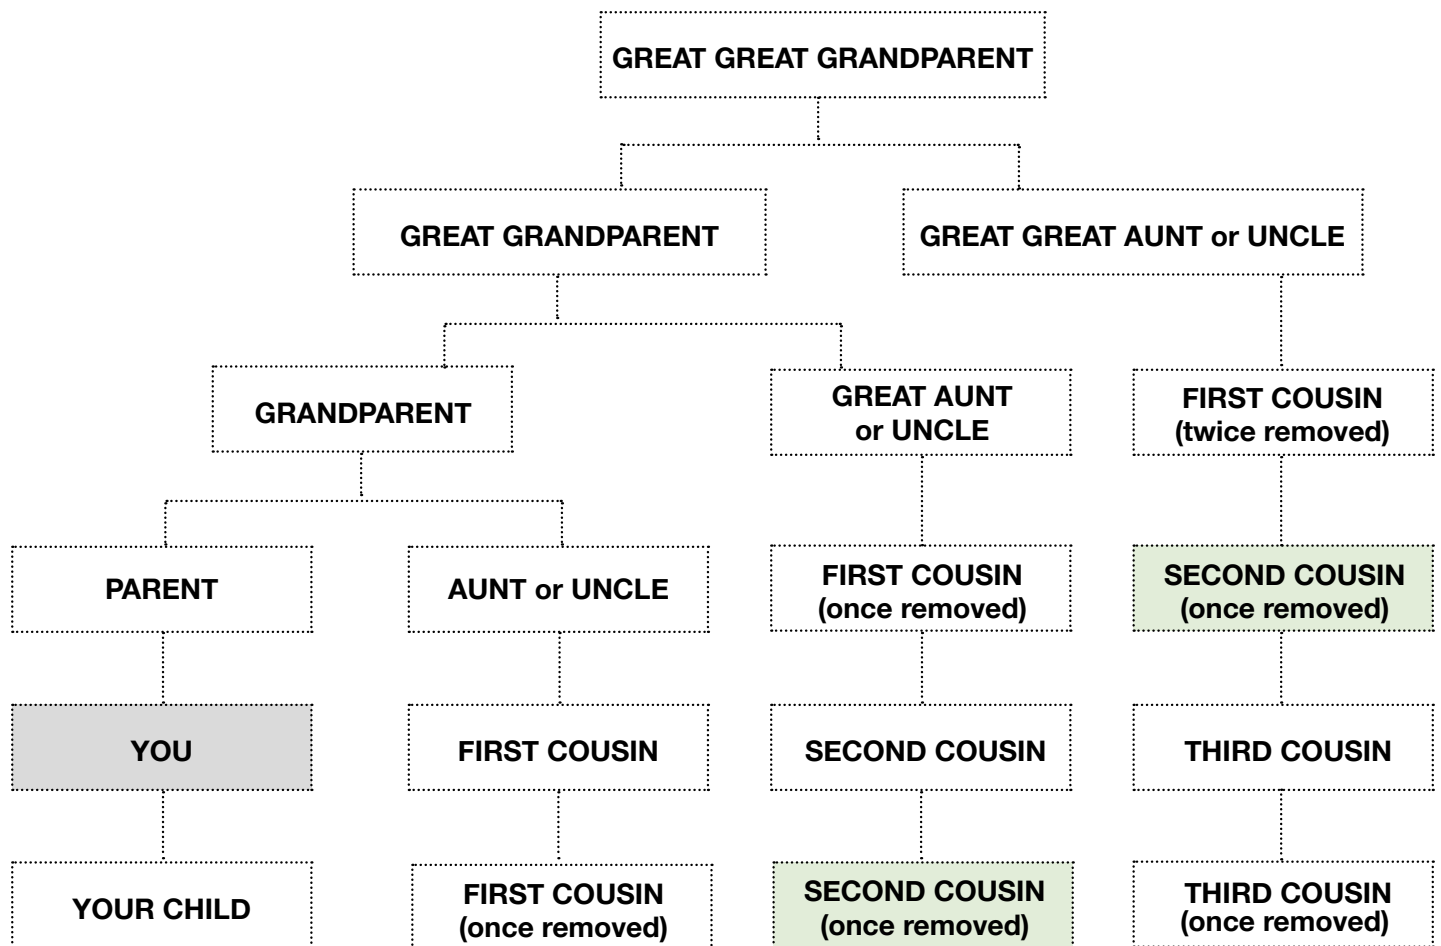 GREAT GREAT GRANDPARENT
GREAT GRANDPARENT
GREAT GREAT AUNT or UNCLE
GRANDPARENT
GREAT AUNT
or UNCLE
FIRST COUSIN
(twice removed)
PARENT
AUNT or UNCLE
FIRST COUSIN
(once removed)
SECOND COUSIN
(once removed)
YOU
FIRST COUSIN
SECOND COUSIN
THIRD COUSIN
YOUR CHILD
FIRST COUSIN
(once removed)
SECOND COUSIN
(once removed)
THIRD COUSIN
(once removed)